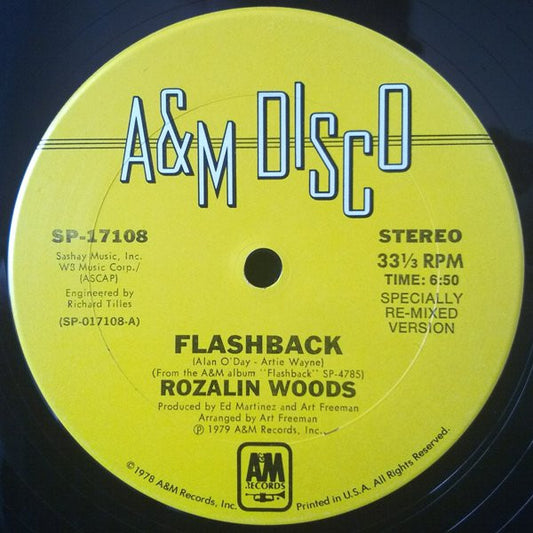 A&M DISCO
SP-17108
Sashay Music, Inc.
WB Music Corp./
(ASCAP)
Engineered by
Richard Tilles
(SP-017108-A)
STEREO
33⅓ RPM
TIME: 6:50
SPECIALLY
RE-MIXED
VERSION
FLASHBACK
(Alan O'Day - Artie Wayne)
(From the A&M album "Flashback" SP-4785)
ROZALIN WOODS
Produced by Ed Martinez and Art Freeman
Arranged by Art Freeman
Ⓟ 1979 A&M Records, Inc.
A&M
RECORDS
©1978 A&M Records, Inc. Printed in U.S.A. All Rights Reserved.